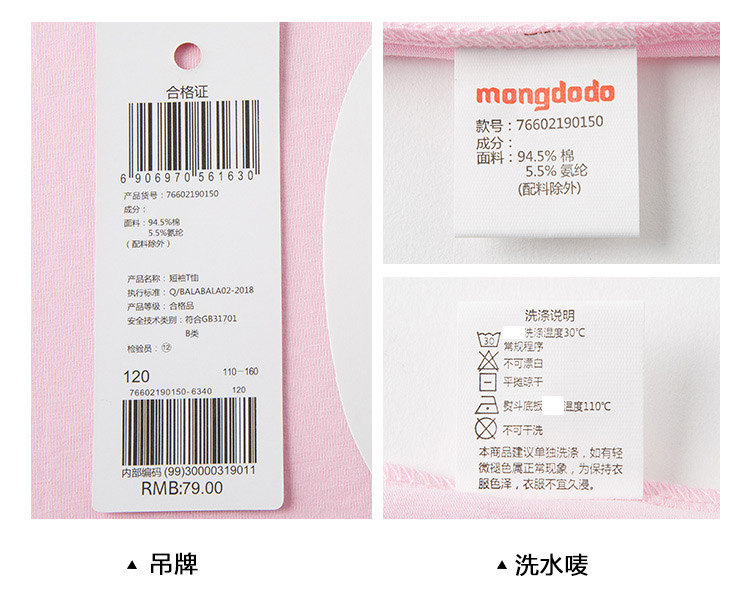 合格证
6 906970 561630
产品货号：76602190150
成分：
面料：94.5%棉
5.5%氨纶
(配料除外)
产品名称：短袖T恤
执行标准：Q/BALABALA02-2018
产品等级：合格品
安全技术类别：符合GB31701
B类
检验员：⑫
120 110-160
76602190150-6340 120
内部编码 (99)30000319011
RMB:79.00
▲ 吊牌
mongdodo
款号：76602190150
成分：
面料：94.5% 棉
5.5% 氨纶
(配料除外)
洗涤说明
30 洗涤温度30℃
常规程序
不可漂白
平摊晾干
熨斗底板 温度110℃
不可干洗
本商品建议单独洗涤，如有轻
微褪色属正常现象，为保持衣
服色泽，衣服不宜久浸。
▲ 洗水唛